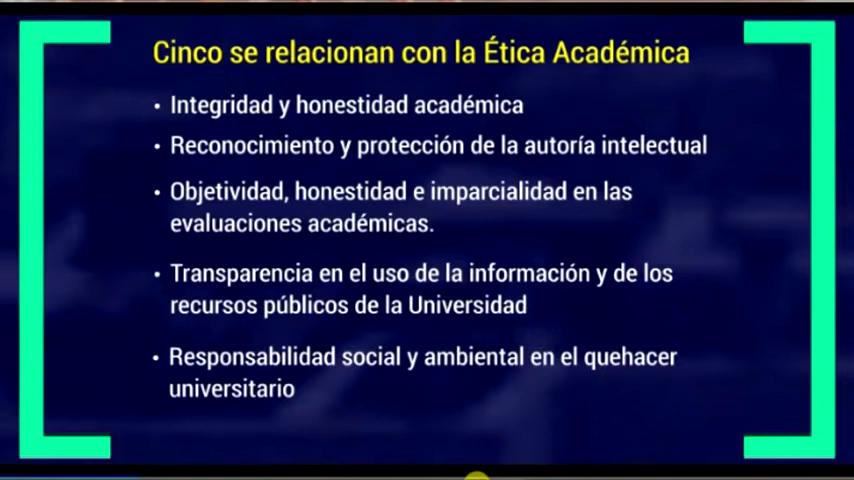 Cinco se relacionan con la Ética Académica
• Integridad y honestidad académica
• Reconocimiento y protección de la autoría intelectual
• Objetividad, honestidad e imparcialidad en las
evaluaciones académicas.
• Transparencia en el uso de la información y de los
recursos públicos de la Universidad
• Responsabilidad social y ambiental en el quehacer
universitario